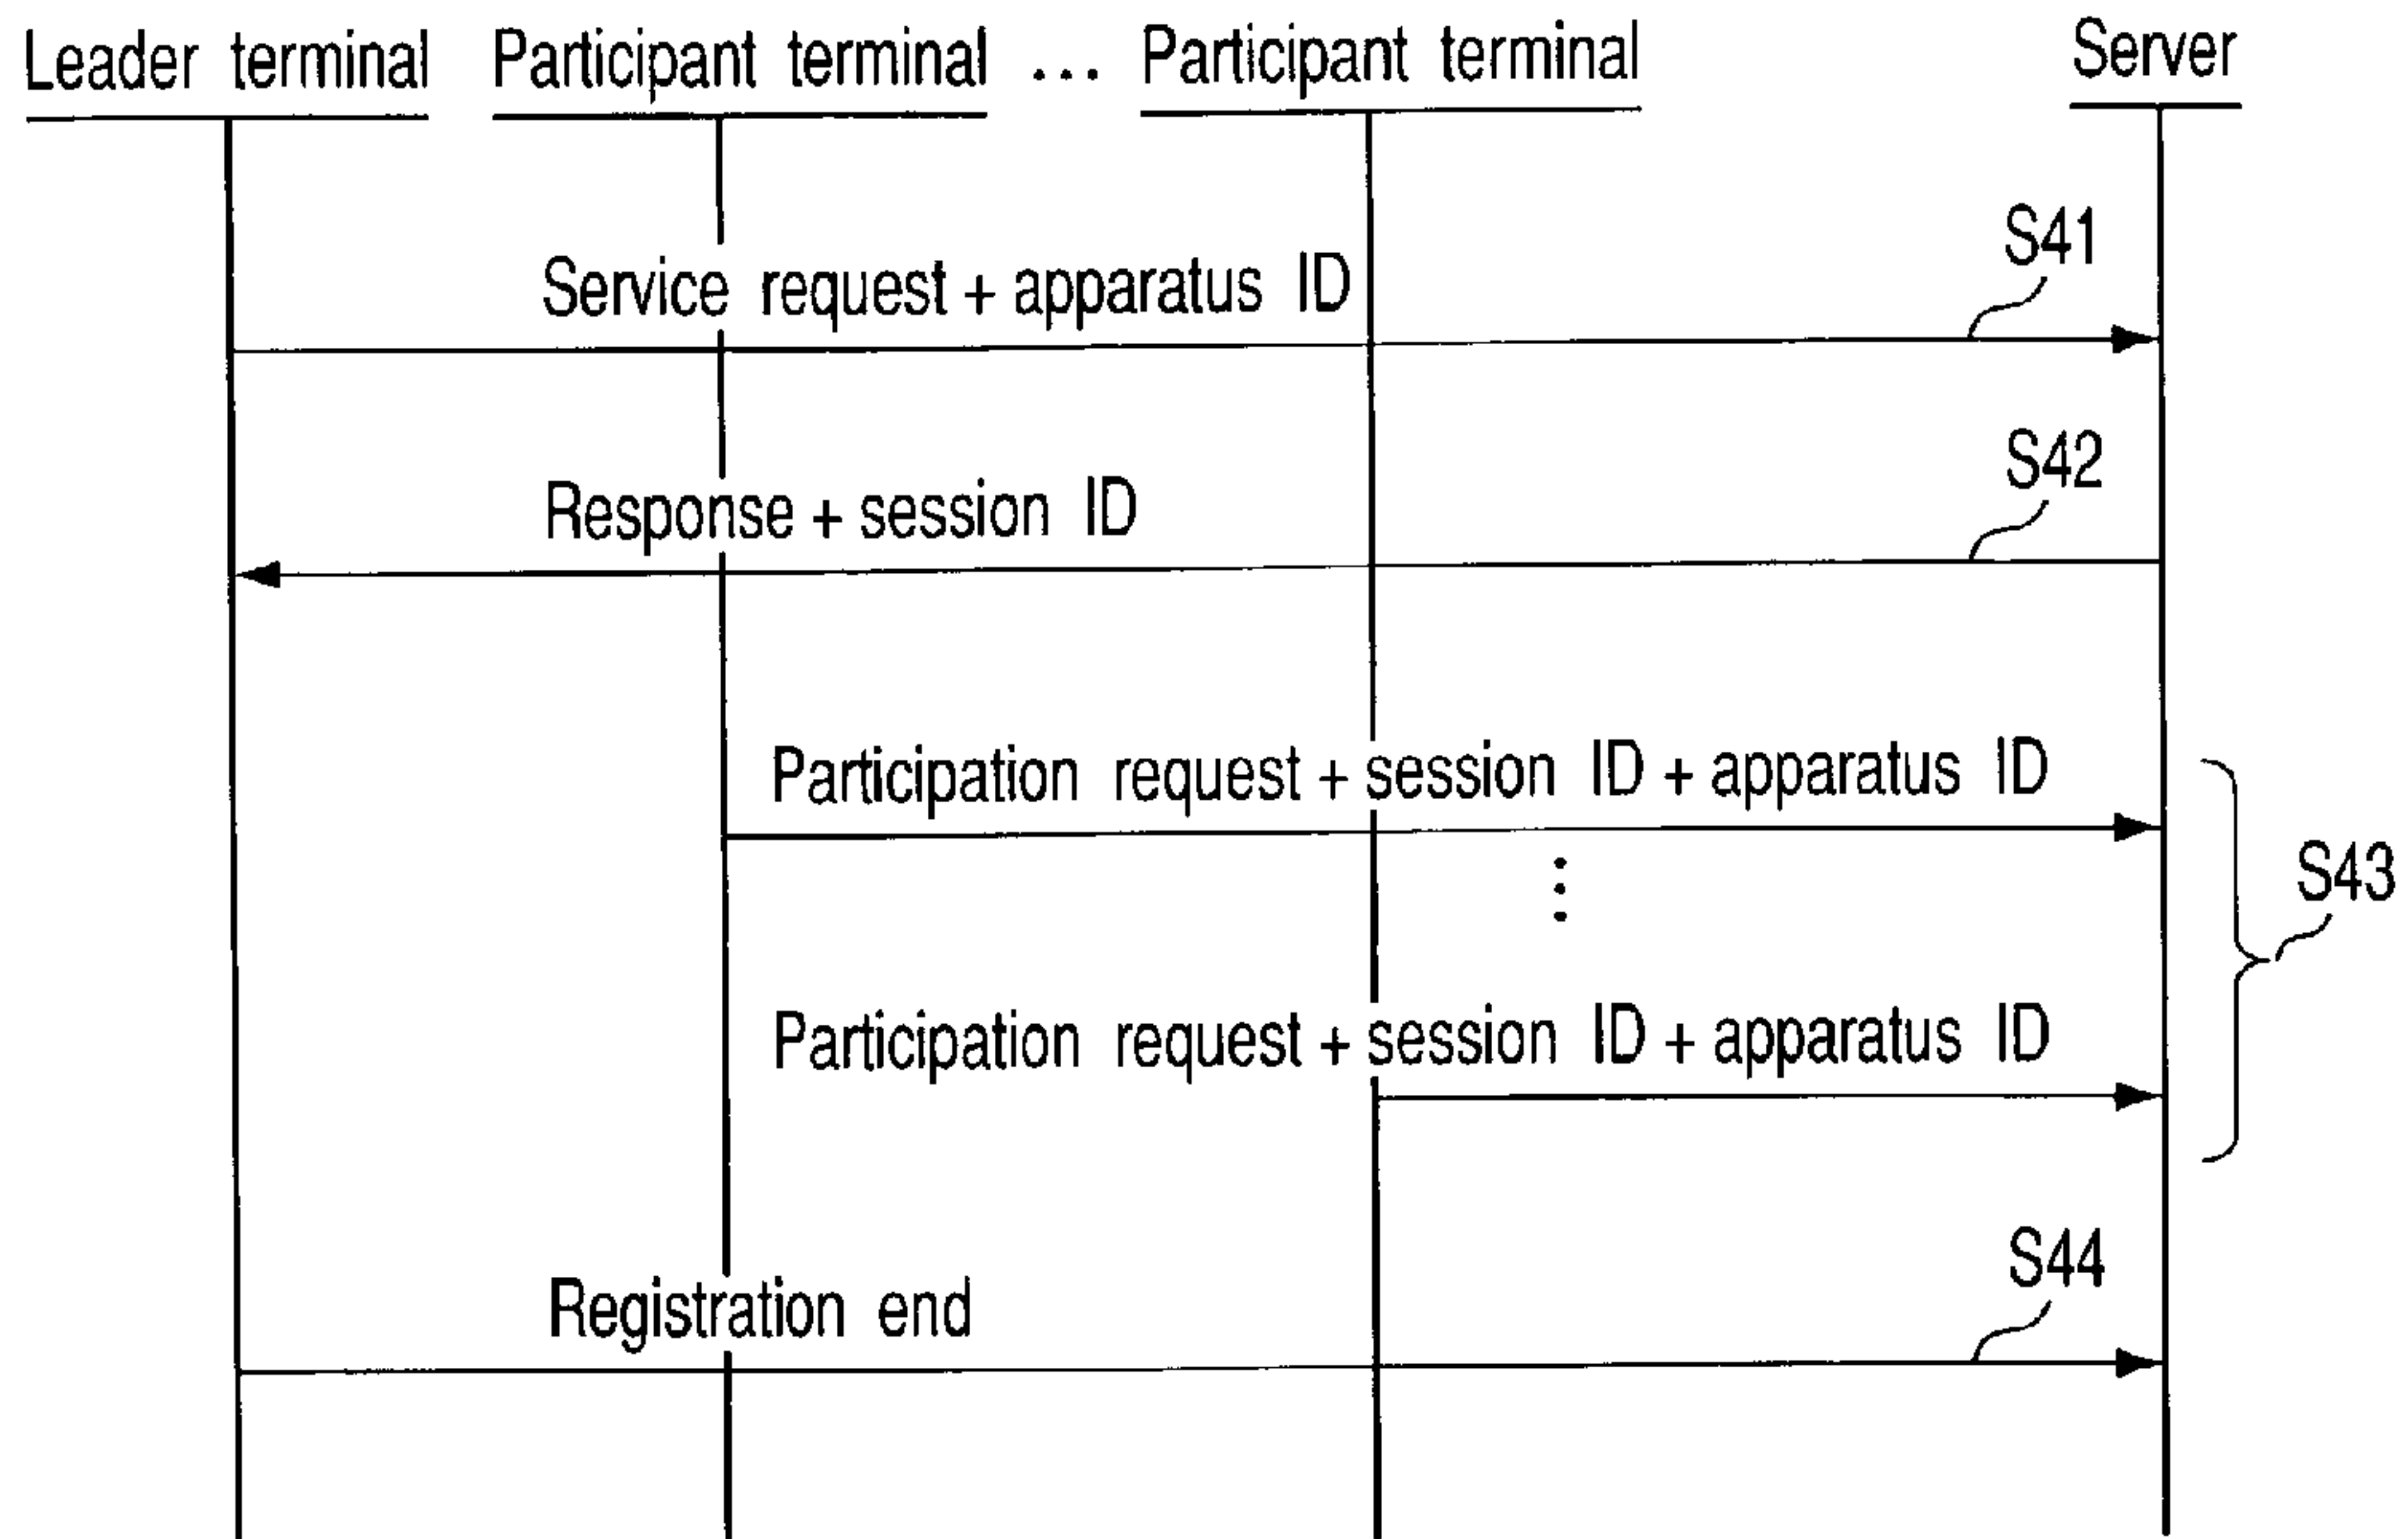 Leader terminal Participant terminal ... Participant terminal Server
S41
Service request + apparatus ID
S42
Response + session ID
Participation request + session ID + apparatus ID
S43
Participation request + session ID + apparatus ID
S44
Registration end